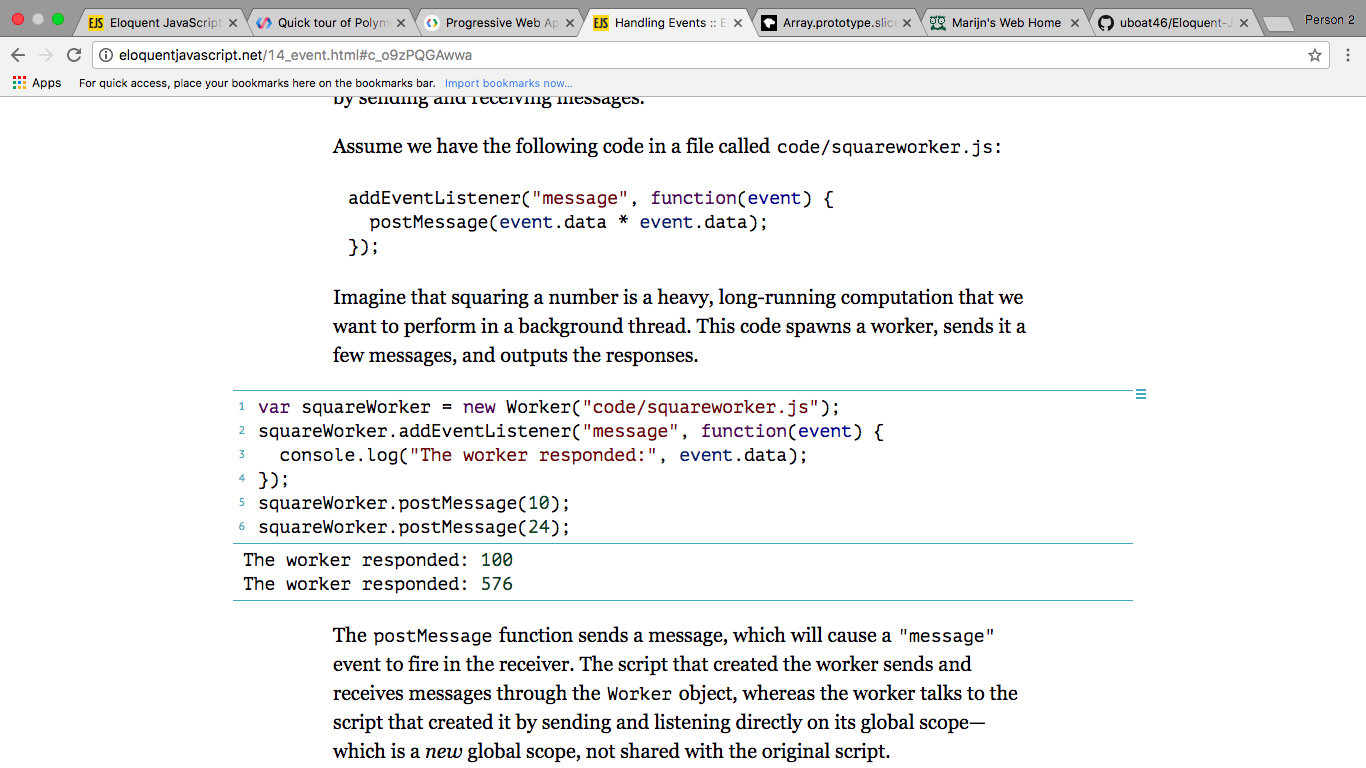 EJS Eloquent JavaScript
Quick tour of Polym
Progressive Web Ap
EJS Handling Events :: E
Array.prototype.slice
Marijn's Web Home
uboat46/Eloquent-J
Person 2
eloquentjavascript.net/14_event.html#c_o9zPQGAwwa
Apps For quick access, place your bookmarks here on the bookmarks bar. Import bookmarks now...
by sending and receiving messages.
Assume we have the following code in a file called code/squareworker.js:
addEventListener("message", function(event) {
  postMessage(event.data * event.data);
});
Imagine that squaring a number is a heavy, long-running computation that we
want to perform in a background thread. This code spawns a worker, sends it a
few messages, and outputs the responses.
1 var squareWorker = new Worker("code/squareworker.js");
2 squareWorker.addEventListener("message", function(event) {
3   console.log("The worker responded:", event.data);
4 });
5 squareWorker.postMessage(10);
6 squareWorker.postMessage(24);
The worker responded: 100
The worker responded: 576
The postMessage function sends a message, which will cause a "message"
event to fire in the receiver. The script that created the worker sends and
receives messages through the Worker object, whereas the worker talks to the
script that created it by sending and listening directly on its global scope—
which is a new global scope, not shared with the original script.